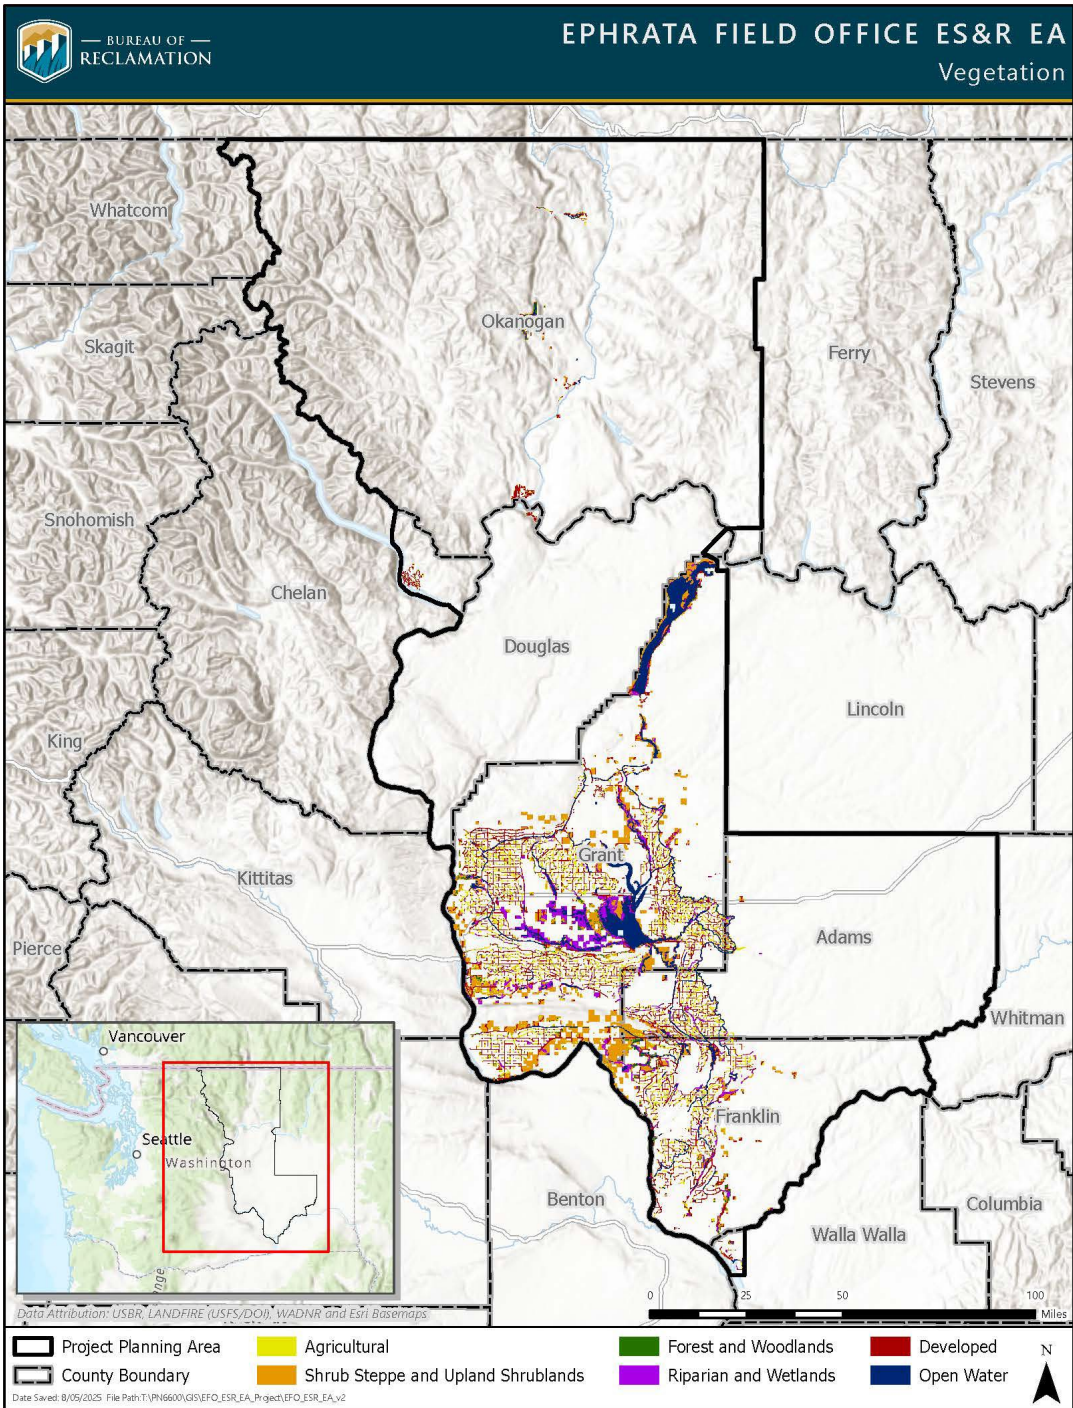 BUREAU OF
RECLAMATION
EPHRATA FIELD OFFICE ES&R EA
Vegetation
Whatcom
Okanogan
Skagit
Ferry
Stevens
Snohomish
Chelan
Douglas
Lincoln
King
Grant
Kittitas
Adams
Pierce
Whitman
Vancouver
Seattle
Washington
Franklin
Benton
Columbia
Walla Walla
0 25 50 100
Miles
Data Attribution: USBR, LANDFIRE (USFS/DOI), WADNR and Esri Basemaps
Project Planning Area
County Boundary
Agricultural
Shrub Steppe and Upland Shrublands
Forest and Woodlands
Riparian and Wetlands
Developed
Open Water
N
Date Saved: 8/05/2025 File Path:T:\PN6600\GIS\EFO_ESR_EA_Project\EFO_ESR_EA_v2